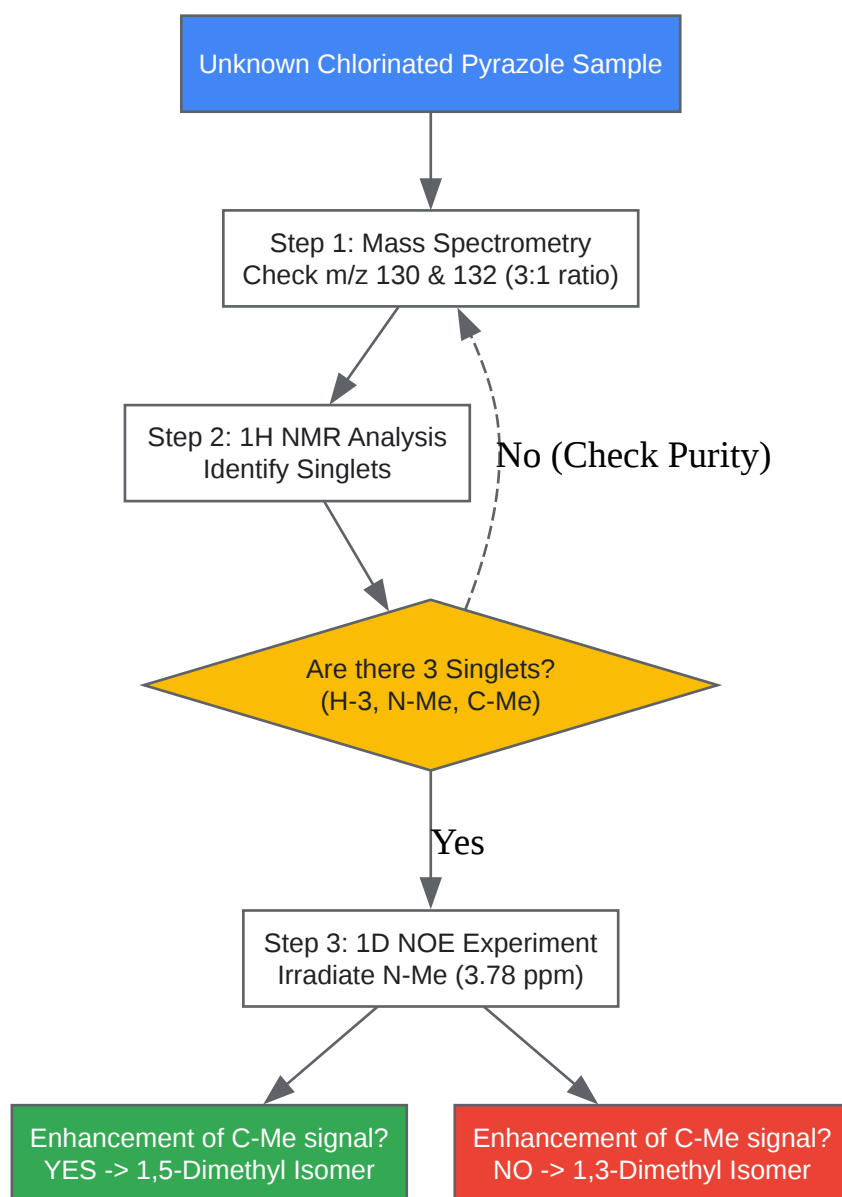 Unknown Chlorinated Pyrazole Sample
Step 1: Mass Spectrometry
Check m/z 130 & 132 (3:1 ratio)
Step 2: 1H NMR Analysis
Identify Singlets
No (Check Purity)
Are there 3 Singlets?
(H-3, N-Me, C-Me)
Yes
Step 3: 1D NOE Experiment
Irradiate N-Me (3.78 ppm)
Enhancement of C-Me signal?
YES -> 1,5-Dimethyl Isomer
Enhancement of C-Me signal?
NO -> 1,3-Dimethyl Isomer